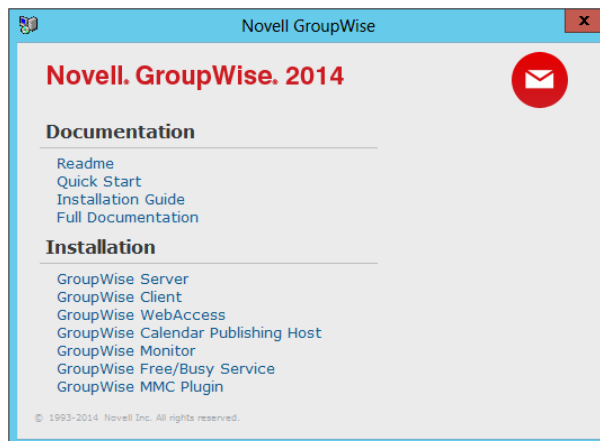 Novell GroupWise
x
Novell. GroupWise. 2014
Documentation
Readme
Quick Start
Installation Guide
Full Documentation
Installation
GroupWise Server
GroupWise Client
GroupWise WebAccess
GroupWise Calendar Publishing Host
GroupWise Monitor
GroupWise Free/Busy Service
GroupWise MMC Plugin
© 1993-2014 Novell Inc. All rights reserved.